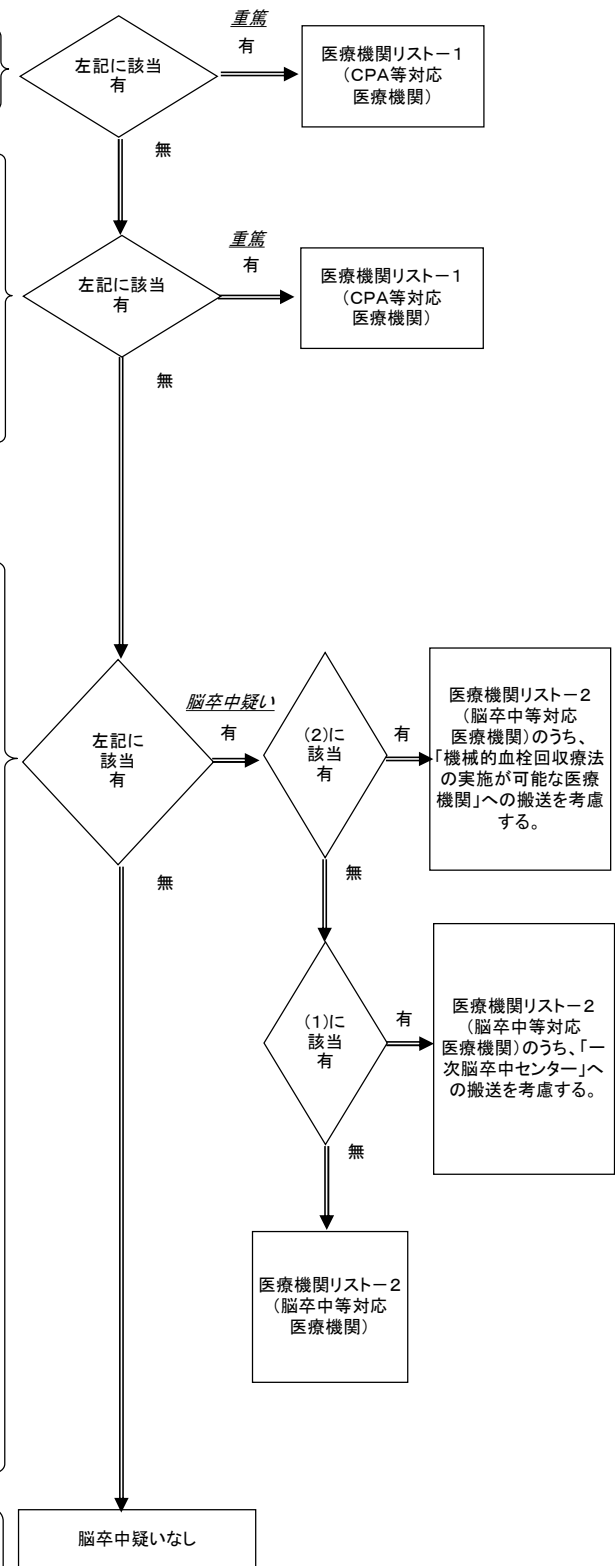 重篤
有
左記に該当
有
医療機関リストー1
(CPA等対応
医療機関)
無
重篤
有
左記に該当
有
医療機関リストー1
(CPA等対応
医療機関)
無
脳卒中疑い
有
左記に
該当
有
(2)に
該当
有
有
医療機関リストー2
(脳卒中等対応
医療機関)のうち、
「機械的血栓回収療法
の実施が可能な医療
機関」への搬送を考慮
する。
無
無
(1)に
該当
有
有
医療機関リストー2
(脳卒中等対応
医療機関)のうち、「一
次脳卒中センター」へ
の搬送を考慮する。
無
医療機関リストー2
(脳卒中等対応
医療機関)
脳卒中疑いなし